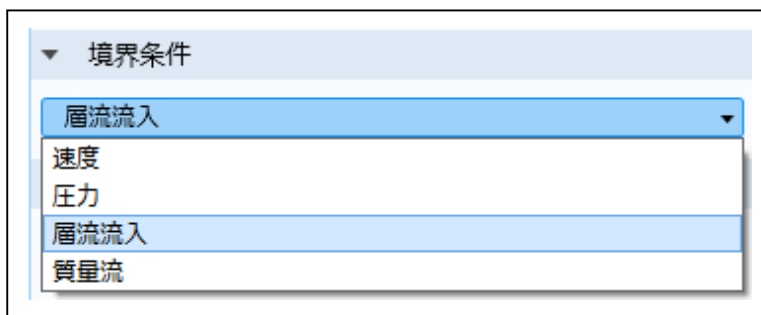 境界条件
層流流入
速度
圧力
層流流入
質量流